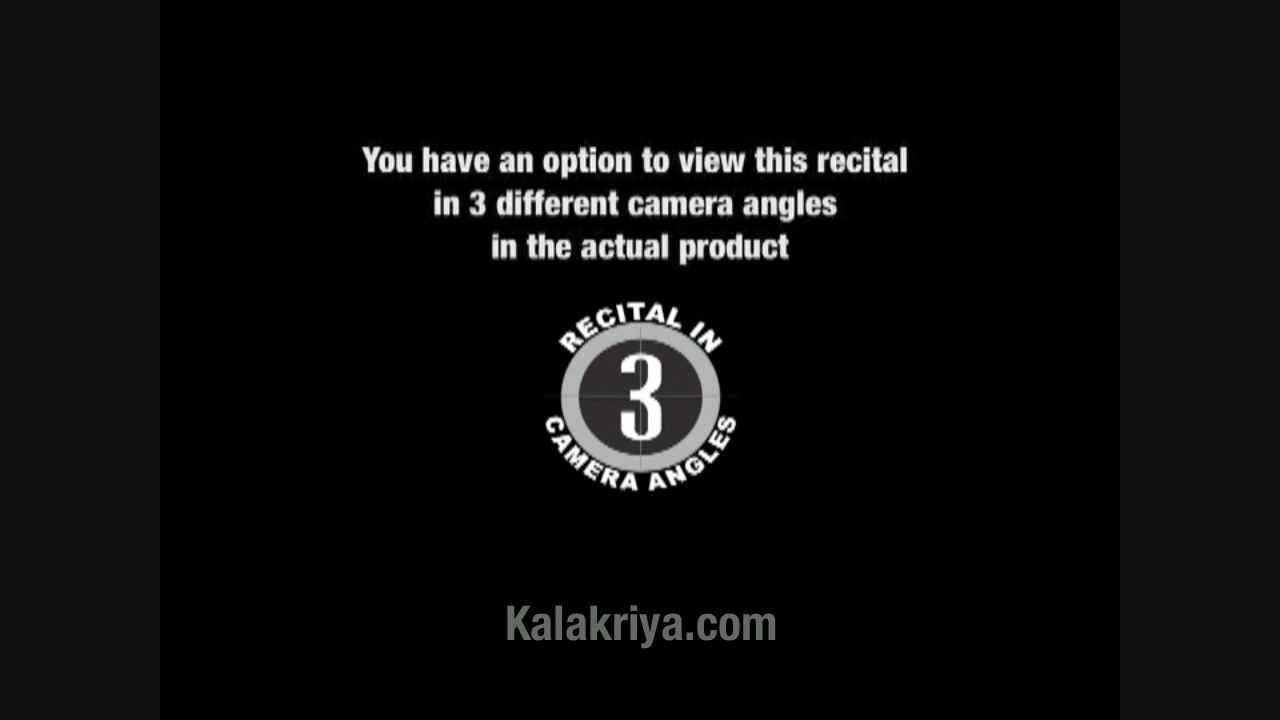 You have an option to view this recital
in 3 different camera angles
in the actual product
RECITAL IN
3
CAMERA ANGLES
Kalakriya.com